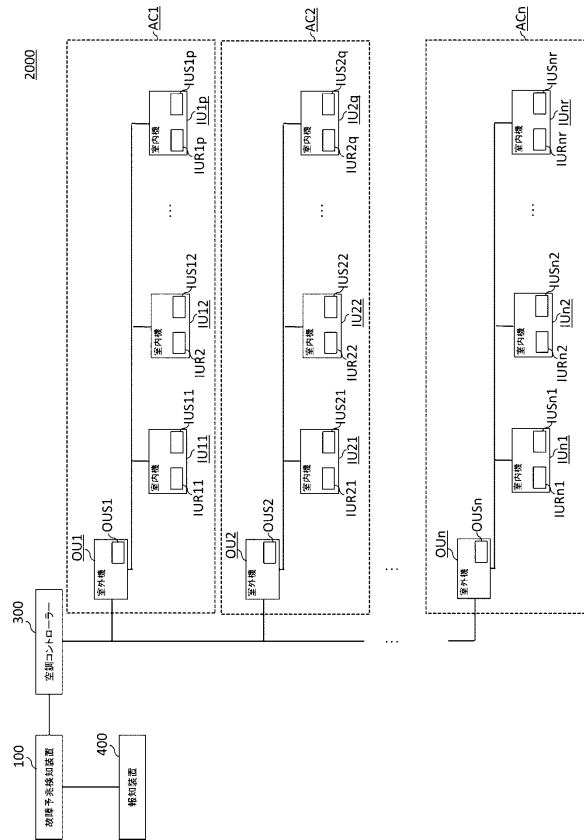 2000
AC1
AC2
ACn
故障予兆検知装置
100
報知装置
400
空調コントローラー
300
室外機
OU1
OUS1
室内機
IUR11
IU11
IUS11
室内機
IUR2
IU12
IUS12
…
室内機
IUR1p
IU1p
IUS1p
室外機
OU2
OUS2
室内機
IUR21
IU21
IUS21
室内機
IUR22
IU22
IUS22
…
室内機
IUR2q
IU2q
IUS2q
…
…
室外機
OUn
OUSn
室内機
IURn1
IUn1
IUSn1
室内機
IURn2
IUn2
IUSn2
…
室内機
IURnr
IUnr
IUSnr